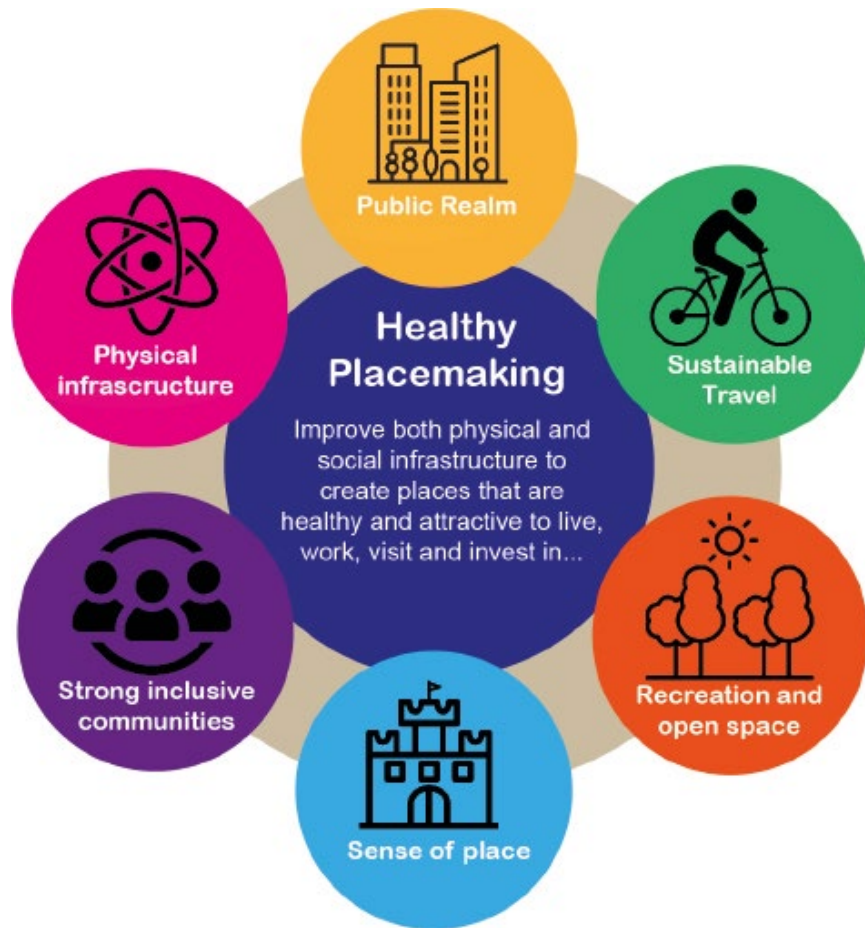 Public Realm
Physical
infrascructure
Healthy
Placemaking
Improve both physical and
social infrastructure to
create places that are
healthy and attractive to live,
work, visit and invest in...
Sustainable
Travel
Strong inclusive
communities
Recreation and
open space
Sense of place